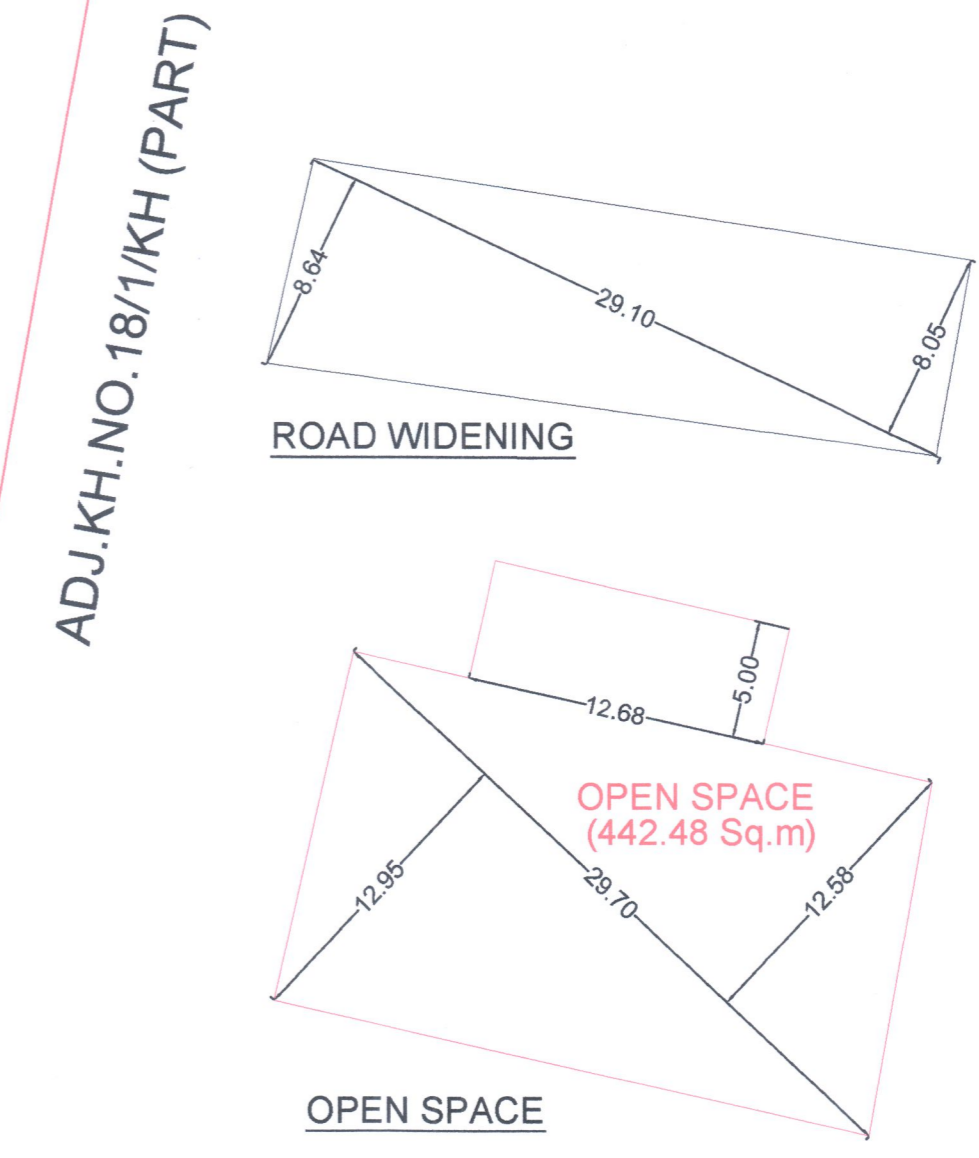 ADJ.KH.NO.18/1/KH (PART)
8.64
29.10
8.05
ROAD WIDENING
5.00
12.68
OPEN SPACE
(442.48 Sq.m)
12.95
29.70
12.58
OPEN SPACE